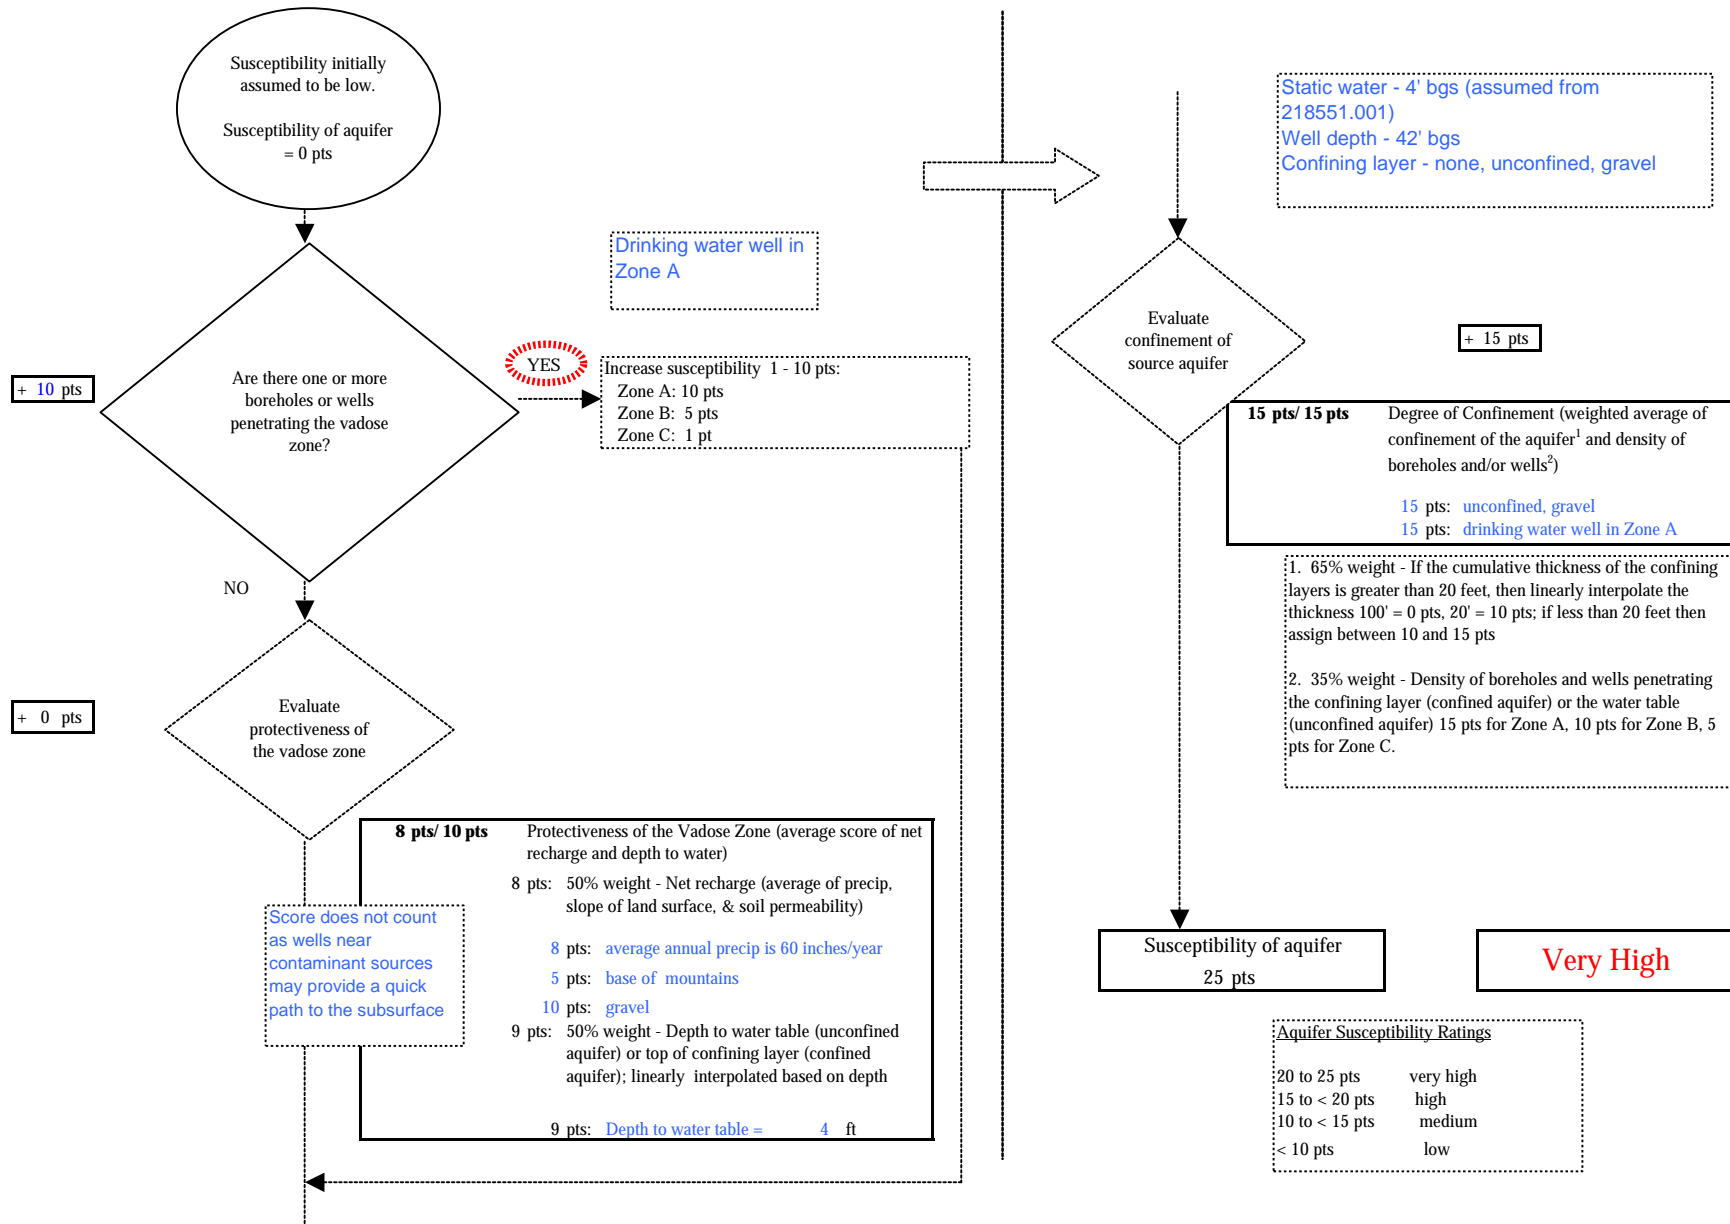 Susceptibility initially
assumed to be low.
Susceptibility of aquifer
= 0 pts
Drinking water well in
Zone A
YES
+ 10 pts
Are there one or more
boreholes or wells
penetrating the vadose
zone?
Increase susceptibility 1 - 10 pts:
Zone A: 10 pts
Zone B: 5 pts
Zone C: 1 pt
NO
+ 0 pts
Evaluate
protectiveness of
the vadose zone
8 pts/ 10 pts Protectiveness of the Vadose Zone (average score of net
recharge and depth to water)
8 pts: 50% weight - Net recharge (average of precip,
slope of land surface, & soil permeability)
8 pts: average annual precip is 60 inches/year
5 pts: base of mountains
10 pts: gravel
9 pts: 50% weight - Depth to water table (unconfined
aquifer) or top of confining layer (confined
aquifer); linearly interpolated based on depth
9 pts: Depth to water table = 4 ft
Score does not count
as wells near
contaminant sources
may provide a quick
path to the subsurface
Static water - 4' bgs (assumed from
218551.001)
Well depth - 42' bgs
Confining layer - none, unconfined, gravel
Evaluate
confinement of
source aquifer
+ 15 pts
15 pts/ 15 pts Degree of Confinement (weighted average of
confinement of the aquifer1 and density of
boreholes and/or wells2)
15 pts: unconfined, gravel
15 pts: drinking water well in Zone A
1. 65% weight - If the cumulative thickness of the confining
layers is greater than 20 feet, then linearly interpolate the
thickness 100' = 0 pts, 20' = 10 pts; if less than 20 feet then
assign between 10 and 15 pts
2. 35% weight - Density of boreholes and wells penetrating
the confining layer (confined aquifer) or the water table
(unconfined aquifer) 15 pts for Zone A, 10 pts for Zone B, 5
pts for Zone C.
Susceptibility of aquifer
25 pts
Very High
Aquifer Susceptibility Ratings
20 to 25 pts very high
15 to < 20 pts high
10 to < 15 pts medium
< 10 pts low